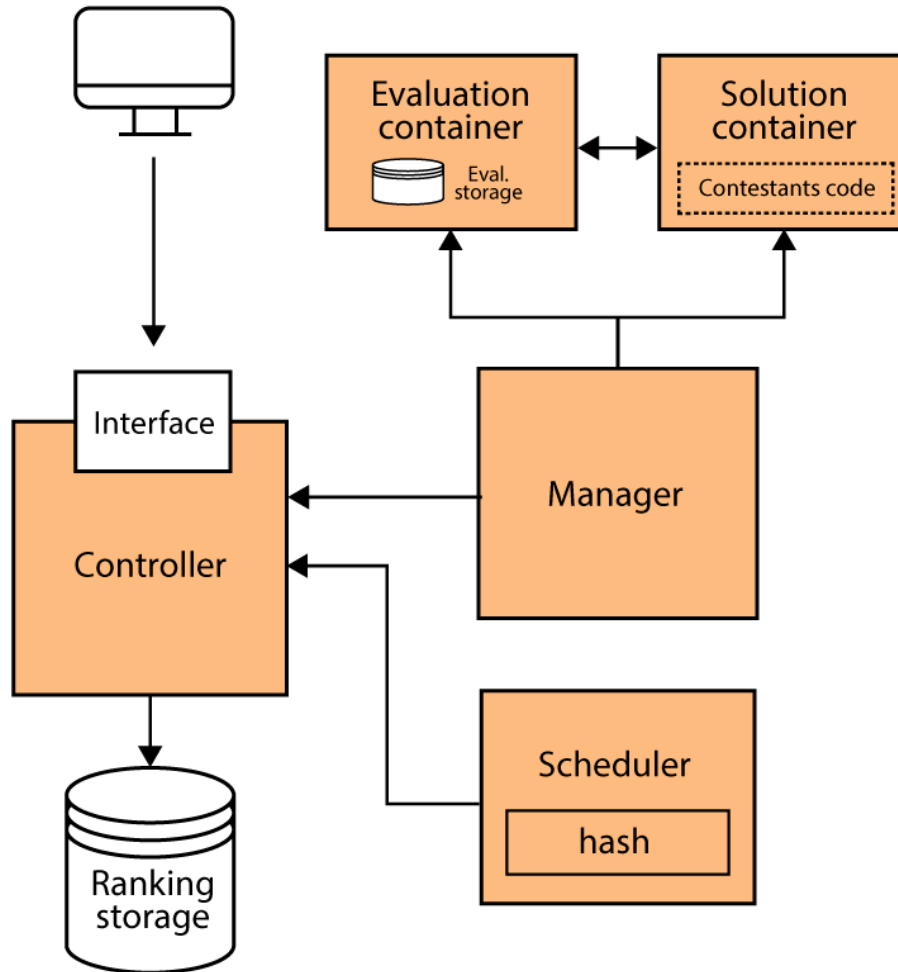 Evaluation
container
Eval.
storage
Solution
container
Contestants code
Interface
Controller
Manager
Scheduler
hash
Ranking
storage